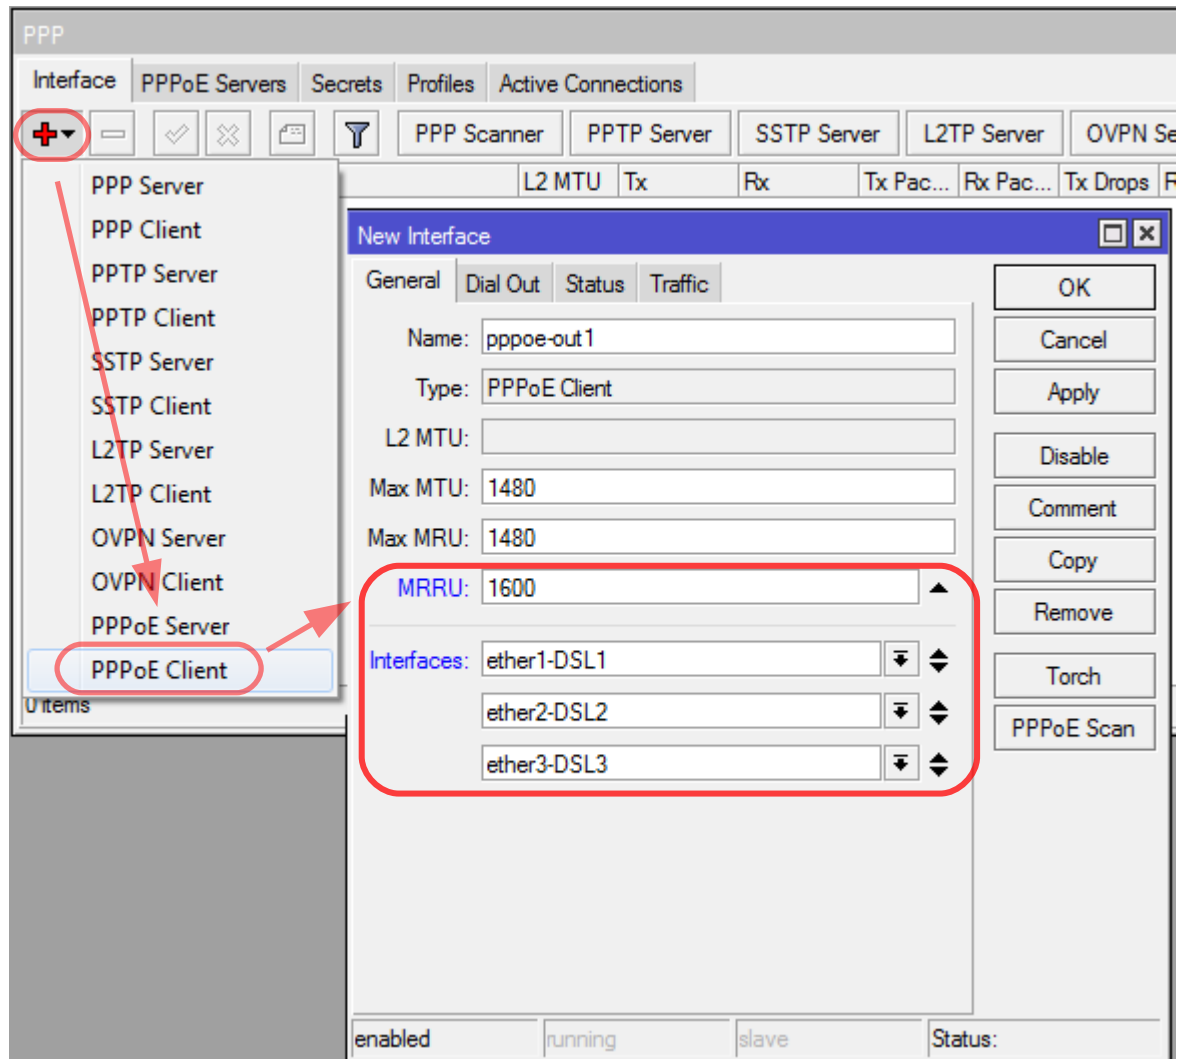 PPP
Interface PPPoE Servers Secrets Profiles Active Connections
PPP Scanner PPTP Server SSTP Server L2TP Server OVPN Se
L2 MTU Tx Rx Tx Pac... Rx Pac... Tx Drops R
PPP Server
PPP Client
PPTP Server
PPTP Client
SSTP Server
SSTP Client
L2TP Server
L2TP Client
OVPN Server
OVPN Client
PPPoE Server
PPPoE Client
0 items
New Interface
General Dial Out Status Traffic
Name: pppoe-out1
Type: PPPoE Client
L2 MTU:
Max MTU: 1480
Max MRU: 1480
MRRU: 1600
Interfaces: ether1-DSL1
ether2-DSL2
ether3-DSL3
OK
Cancel
Apply
Disable
Comment
Copy
Remove
Torch
PPPoE Scan
enabled running slave Status: